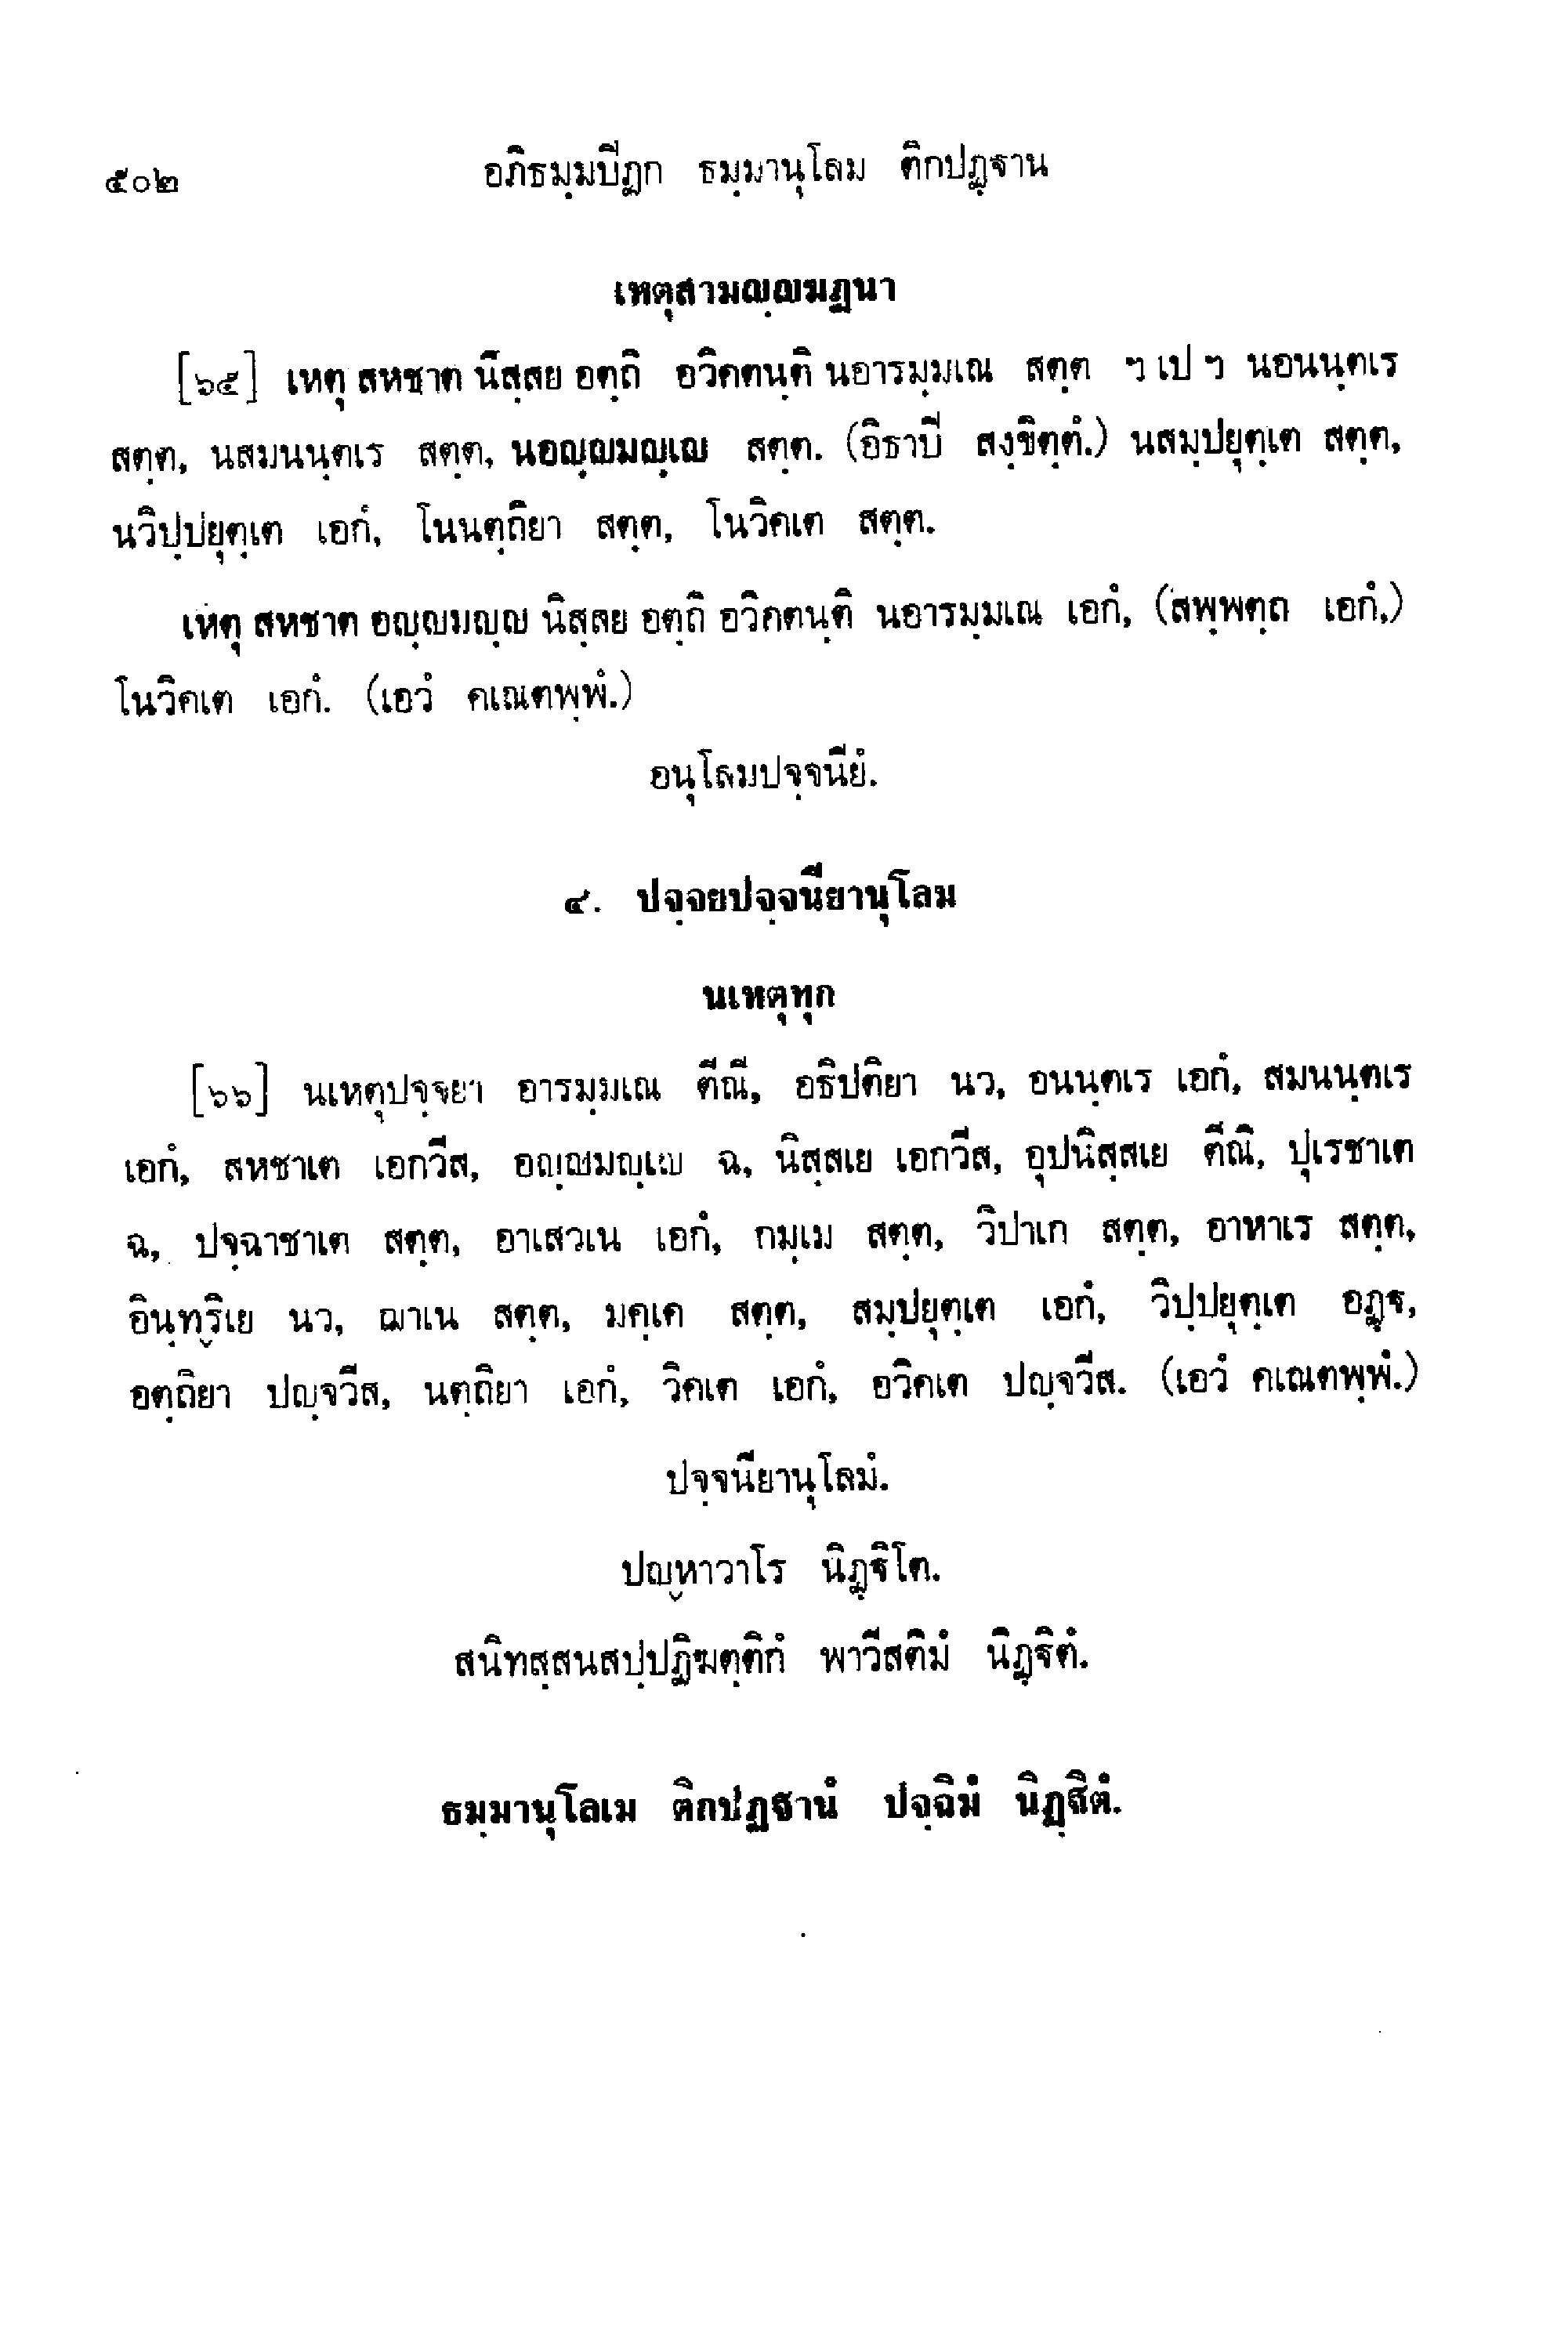 ๕๐๒ อภิธมฺมปิฏก ธมฺมานุโลม ติกปฏฺฐาน
เหตุสามญฺญฆฏนา
[๖๕] เหตุ สหชาต นิสฺสย อตฺถิ อวิคตนฺติ นอารมฺมเณ สตฺต ฯ เป ฯ นอนนฺตเร
สตฺต, นสมนนฺตเร สตฺต, นอญฺญมญฺเญ สตฺต. (อิธาปิ สงฺขิตฺตํ.) นสมฺปยุตฺเต สตฺต,
นวิปฺปยุตฺเต เอกํ, โนนตฺถิยา สตฺต, โนวิคเต สตฺต.
เหตุ สหชาต อญฺญมญฺญ นิสฺสย อตฺถิ อวิคตนฺติ นอารมฺมเณ เอกํ, (สพฺพตฺถ เอกํ,)
โนวิคเต เอกํ. (เอวํ คเณตพฺพํ.)
อนุโลมปจฺจนียํ.
๔. ปจฺจยปจฺจนียานุโลม
นเหตุทุก
[๖๖] นเหตุปจฺจยา อารมฺมเณ ตีณิ, อธิปติยา นว, อนนฺตเร เอกํ, สมนนฺตเร
เอกํ, สหชาเต เอกวีส, อญฺญมญฺเญ ฉ, นิสฺสเย เอกวีส, อุปนิสฺสเย ตีณิ, ปุเรชาเต
ฉ, ปจฺฉาชาเต สตฺต, อาเสวเน เอกํ, กมฺเม สตฺต, วิปาเก สตฺต, อาหาเร สตฺต,
อินฺทฺริเย นว, ฌาเน สตฺต, มคฺเค สตฺต, สมฺปยุตฺเต เอกํ, วิปฺปยุตฺเต อฏฺฐ,
อตฺถิยา ปญฺจวีส, นตฺถิยา เอกํ, วิคเต เอกํ, อวิคเต ปญฺจวีส. (เอวํ คเณตพฺพํ.)
ปจฺจนียานุโลมํ.
ปญฺหาวาโร นิฏฺฐิโต.
สนิทสฺสนสปฺปฏิฆตฺติกํ พาวีสติมํ นิฏฺฐิตํ.
ธมฺมานุโลเม ติกปฏฺฐานํ ปจฺฉิมํ นิฏฺฐิตํ.